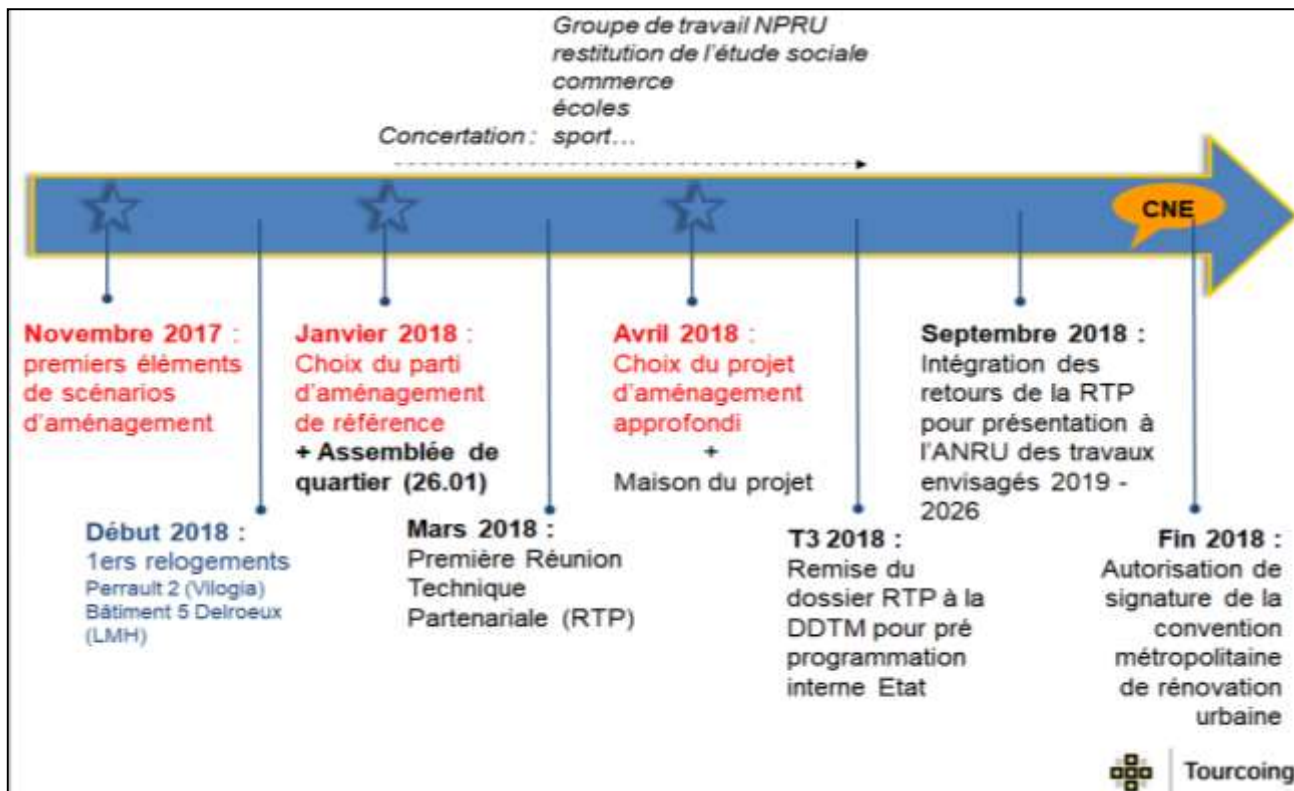 Groupe de travail NPRU
restitution de l'étude sociale
commerce
écoles
Concertation : sport…
CNE
Novembre 2017 :
premiers éléments
de scénarios
d'aménagement
Début 2018 :
1ers relogements
Perrault 2 (Vilogia)
Bâtiment 5 Delroeux
(LMH)
Janvier 2018 :
Choix du parti
d'aménagement
de référence
+ Assemblée de
quartier (26.01)
Mars 2018 :
Première Réunion
Technique
Partenariale (RTP)
Avril 2018 :
Choix du projet
d'aménagement
approfondi
+
Maison du projet
T3 2018 :
Remise du
dossier RTP à la
DDTM pour pré
programmation
interne Etat
Septembre 2018 :
Intégration des
retours de la RTP
pour présentation à
l'ANRU des travaux
envisagés 2019 -
2026
Fin 2018 :
Autorisation de
signature de la
convention
métropolitaine
de rénovation
urbaine
Tourcoing